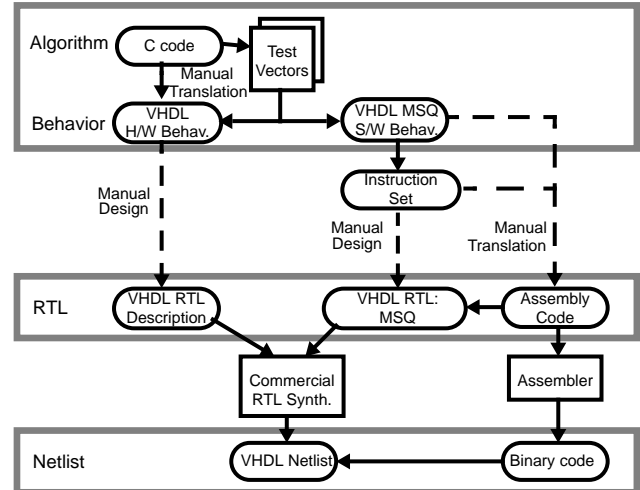 Algorithm
C code
Test
Vectors
Manual
Translation
Behavior
VHDL
H/W Behav.
VHDL MSQ
S/W Behav.
Instruction
Set
Manual
Design
Manual
Design
Manual
Translation
RTL
VHDL RTL
Description
VHDL RTL:
MSQ
Assembly
Code
Commercial
RTL Synth.
Assembler
Netlist
VHDL Netlist
Binary code